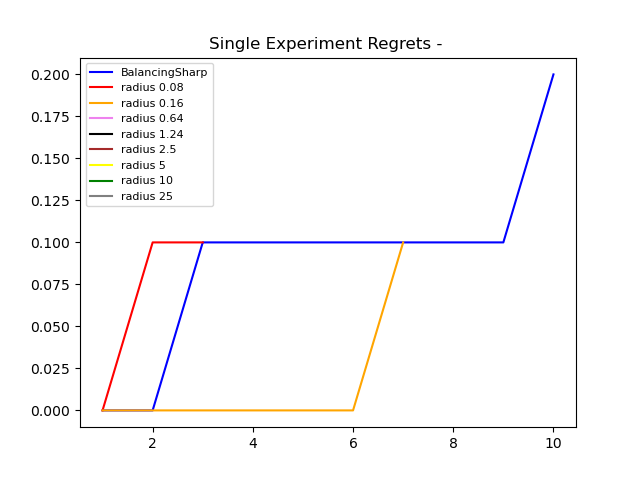 Single Experiment Regrets -
BalancingSharp
radius 0.08
radius 0.16
radius 0.64
radius 1.24
radius 2.5
radius 5
radius 10
radius 25
0.200
0.175
0.150
0.125
0.100
0.075
0.050
0.025
0.000
2 4 6 8 10